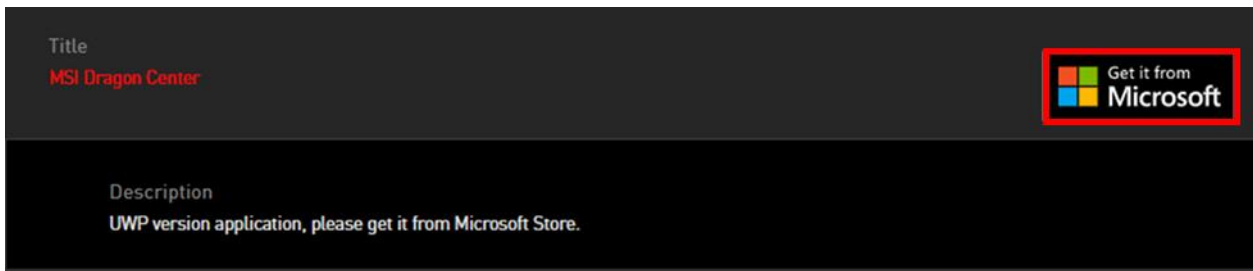 Title
MSI Dragon Center
Get it from
Microsoft
Description
UWP version application, please get it from Microsoft Store.